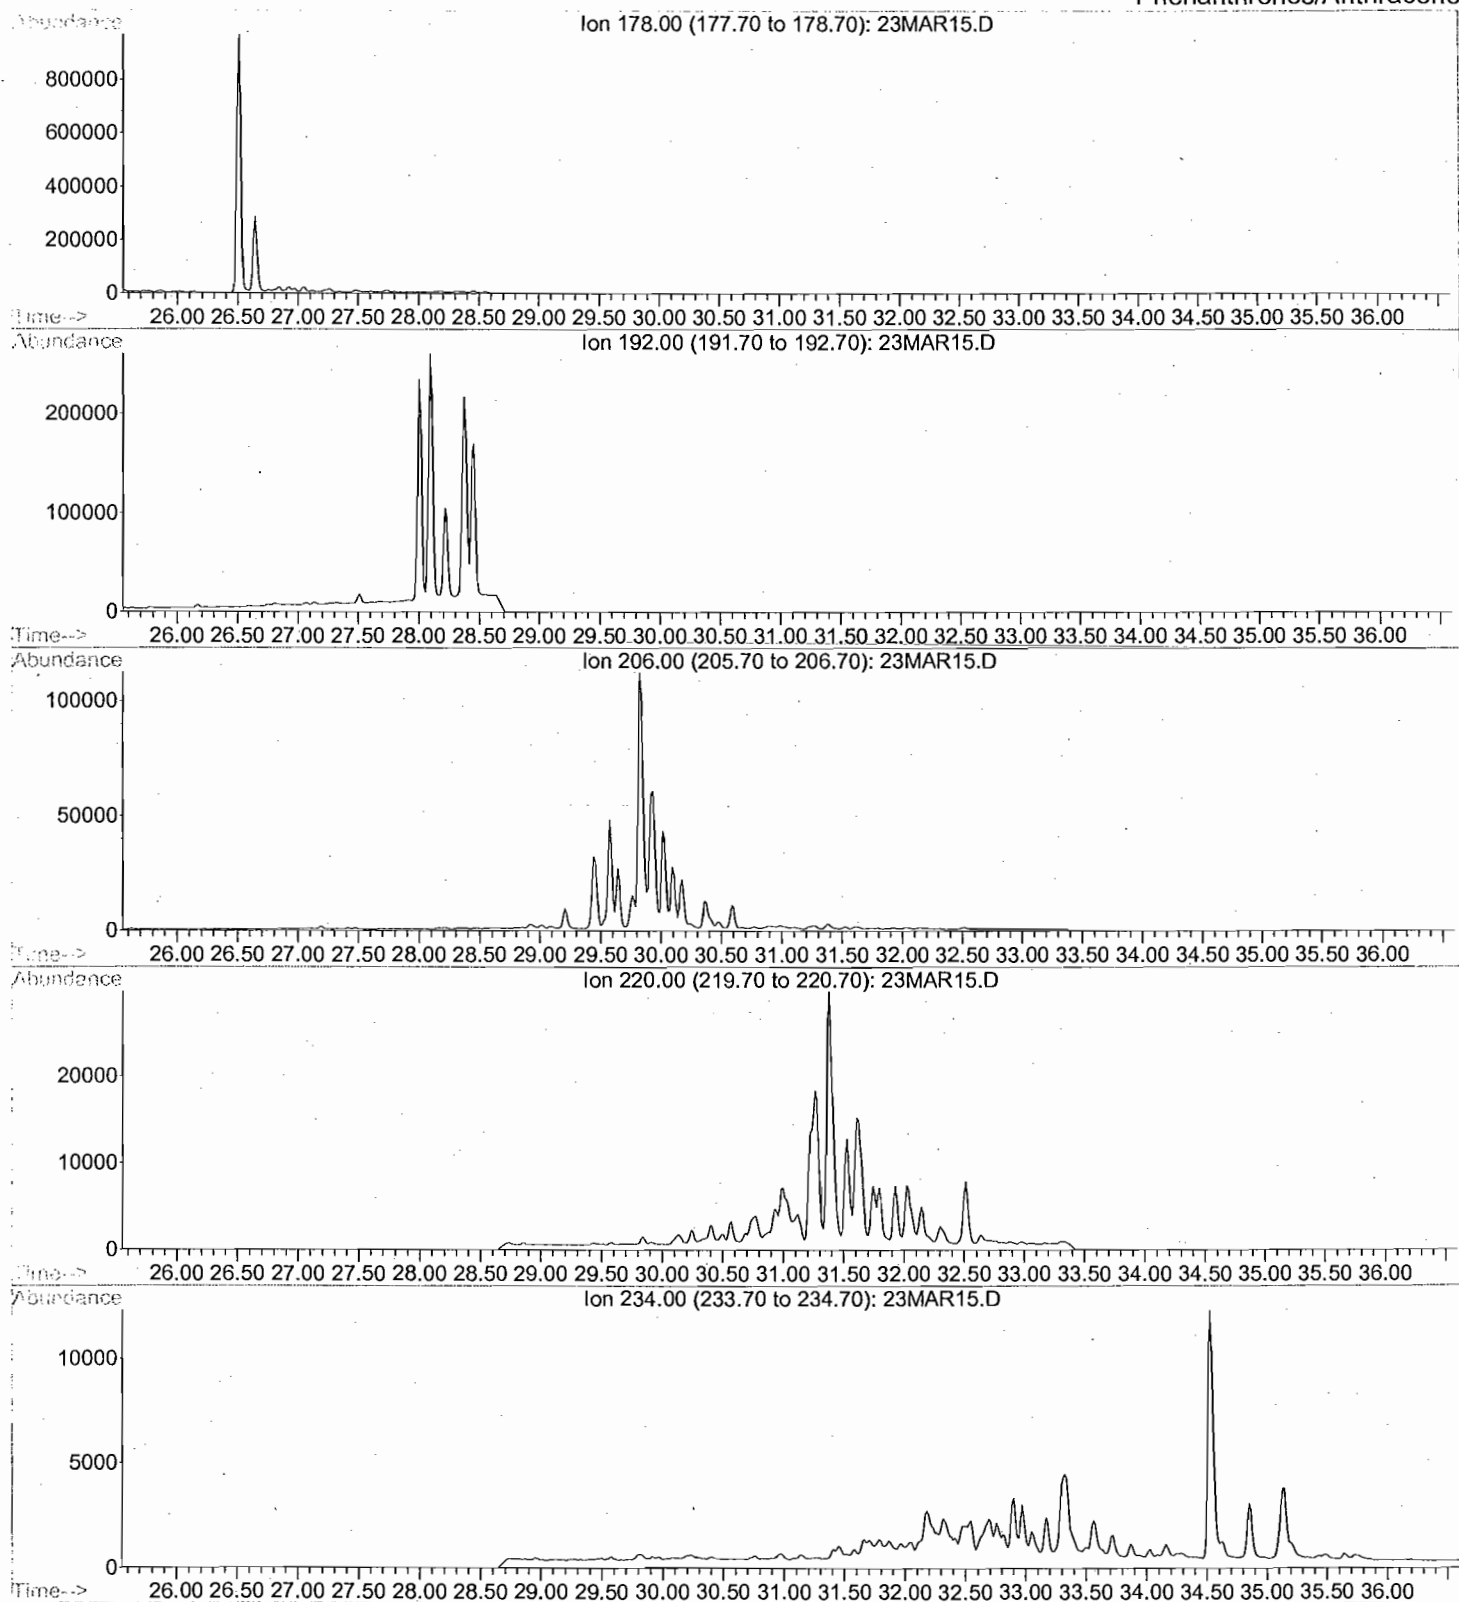 Phenanthrenes/Anthracene
Abundance
Ion 178.00 (177.70 to 178.70): 23MAR15.D
800000
600000
400000
200000
0
Time-->
26.00 26.50 27.00 27.50 28.00 28.50 29.00 29.50 30.00 30.50 31.00 31.50 32.00 32.50 33.00 33.50 34.00 34.50 35.00 35.50 36.00
Abundance
Ion 192.00 (191.70 to 192.70): 23MAR15.D
200000
100000
0
Time-->
26.00 26.50 27.00 27.50 28.00 28.50 29.00 29.50 30.00 30.50 31.00 31.50 32.00 32.50 33.00 33.50 34.00 34.50 35.00 35.50 36.00
Abundance
Ion 206.00 (205.70 to 206.70): 23MAR15.D
100000
50000
0
Time-->
26.00 26.50 27.00 27.50 28.00 28.50 29.00 29.50 30.00 30.50 31.00 31.50 32.00 32.50 33.00 33.50 34.00 34.50 35.00 35.50 36.00
Abundance
Ion 220.00 (219.70 to 220.70): 23MAR15.D
20000
10000
0
Time-->
26.00 26.50 27.00 27.50 28.00 28.50 29.00 29.50 30.00 30.50 31.00 31.50 32.00 32.50 33.00 33.50 34.00 34.50 35.00 35.50 36.00
Abundance
Ion 234.00 (233.70 to 234.70): 23MAR15.D
10000
5000
0
Time-->
26.00 26.50 27.00 27.50 28.00 28.50 29.00 29.50 30.00 30.50 31.00 31.50 32.00 32.50 33.00 33.50 34.00 34.50 35.00 35.50 36.00